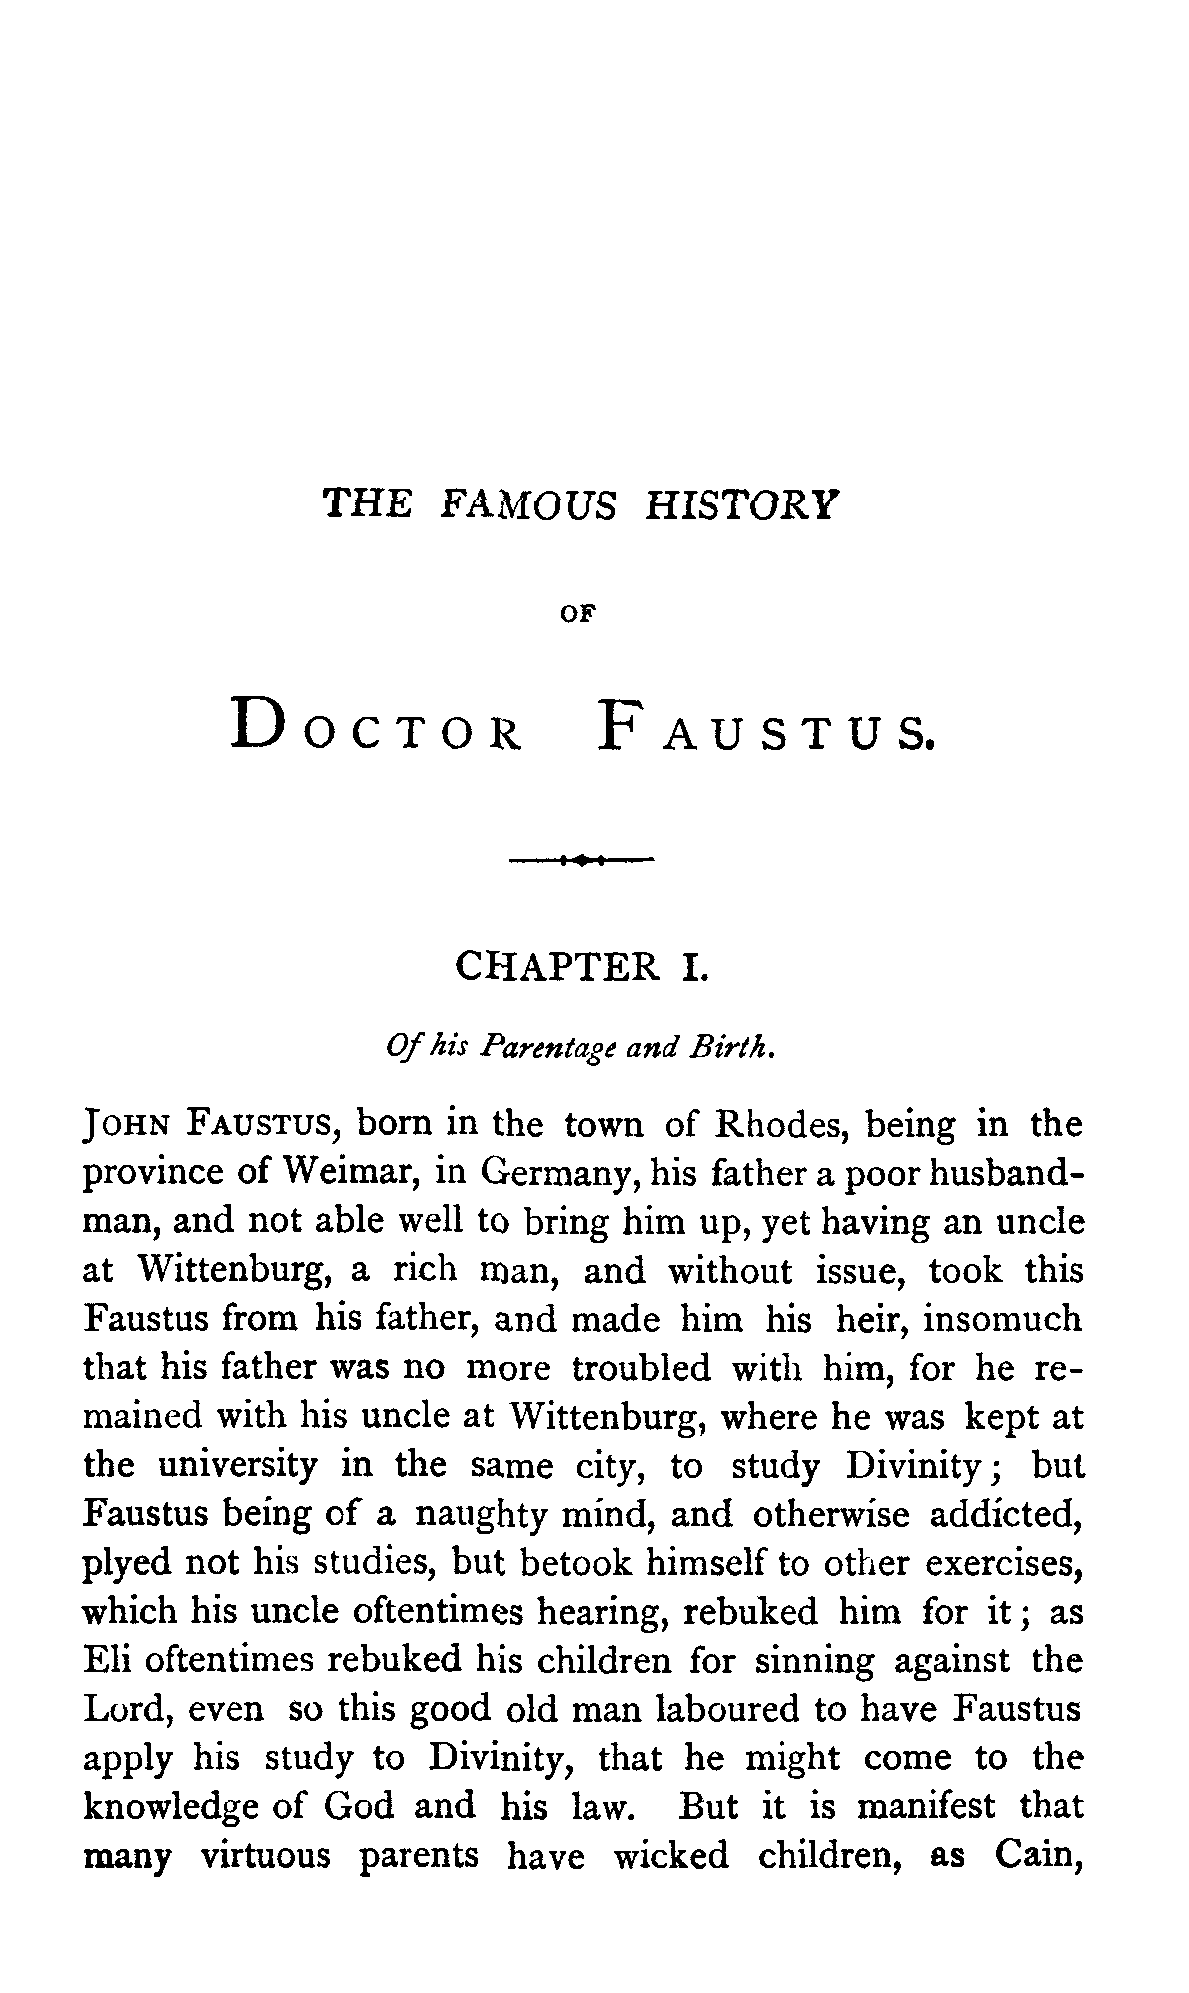 THE FAMOUS HISTORY
OF
DOCTOR FAUSTUS.
CHAPTER I.
Of his Parentage and Birth.
JOHN FAUSTUS, born in the town of Rhodes, being in the
province of Weimar, in Germany, his father a poor husband-
man, and not able well to bring him up, yet having an uncle
at Wittenburg, a rich man, and without issue, took this
Faustus from his father, and made him his heir, insomuch
that his father was no more troubled with him, for he re-
mained with his uncle at Wittenburg, where he was kept at
the university in the same city, to study Divinity; but
Faustus being of a naughty mind, and otherwise addicted,
plyed not his studies, but betook himself to other exercises,
which his uncle oftentimes hearing, rebuked him for it; as
Eli oftentimes rebuked his children for sinning against the
Lord, even so this good old man laboured to have Faustus
apply his study to Divinity, that he might come to the
knowledge of God and his law. But it is manifest that
many virtuous parents have wicked children, as Cain,